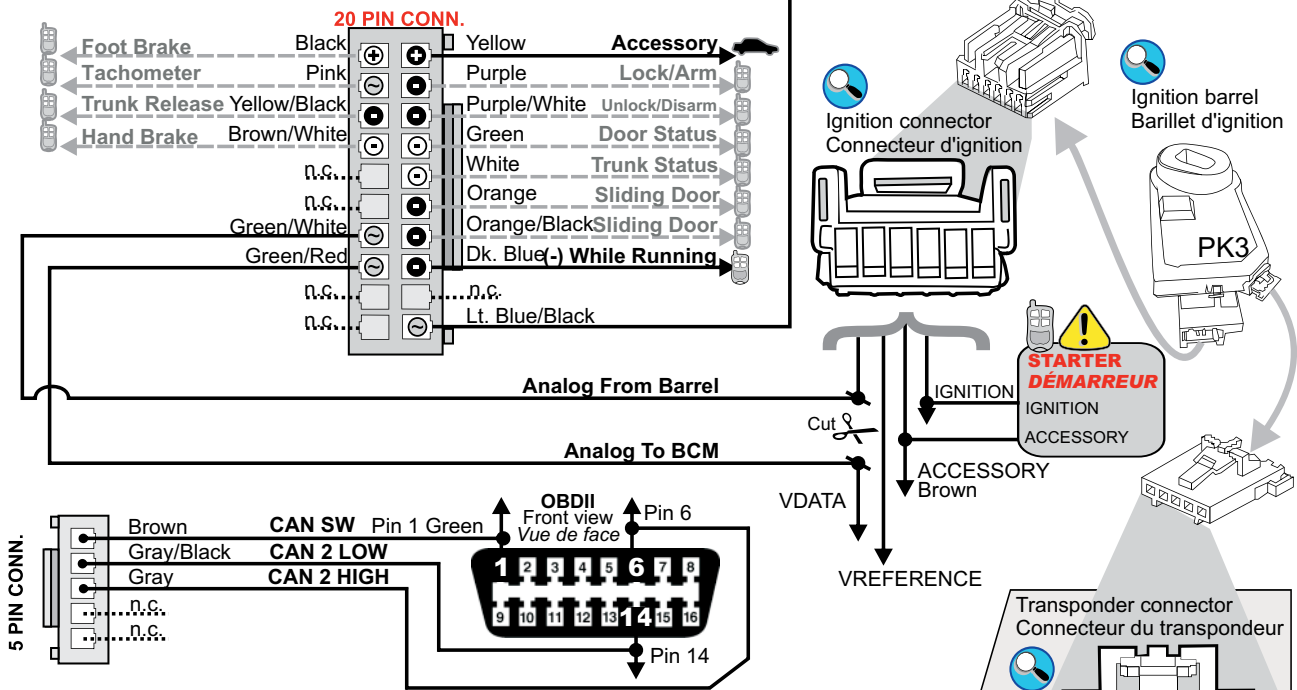 20 PIN CONN.
Foot Brake Black
Tachometer Pink
Trunk Release Yellow/Black
Hand Brake Brown/White
n.c.
n.c.
Green/White
Green/Red
n.c.
n.c.
Yellow Accessory
Purple Lock/Arm
Purple/White Unlock/Disarm
Green Door Status
White Trunk Status
Orange Sliding Door
Orange/Black Sliding Door
Dk. Blue (-) While Running
n.c.
Lt. Blue/Black
Ignition connector
Connecteur d'ignition
Ignition barrel
Barillet d'ignition
PK3
STARTER
DÉMARREUR
IGNITION
ACCESSORY
IGNITION
ACCESSORY
Brown
Analog From Barrel
Cut
Analog To BCM
VDATA
VREFERENCE
5 PIN CONN.
Brown CAN SW Pin 1 Green
Gray/Black CAN 2 LOW
Gray CAN 2 HIGH
n.c.
n.c.
OBDII
Front view
Vue de face
Pin 6
1 2 3 4 5 6 7 8
9 10 11 12 13 14 15 16
Pin 14
Transponder connector
Connecteur du transpondeur